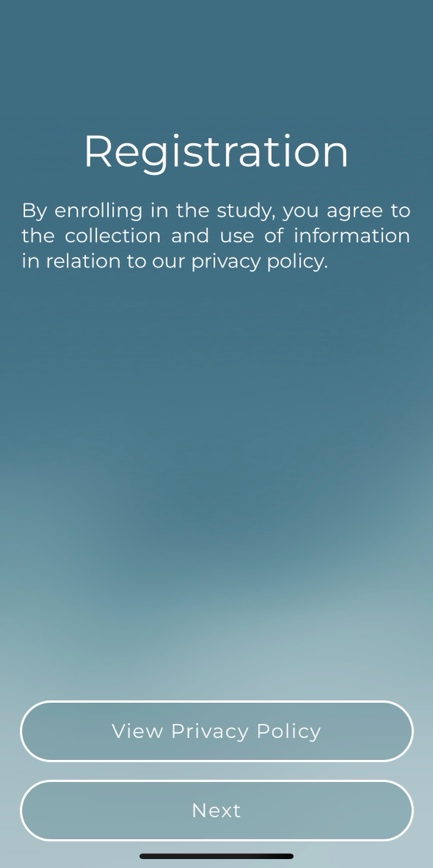 Registration
By enrolling in the study, you agree to
the collection and use of information
in relation to our privacy policy.
View Privacy Policy
Next